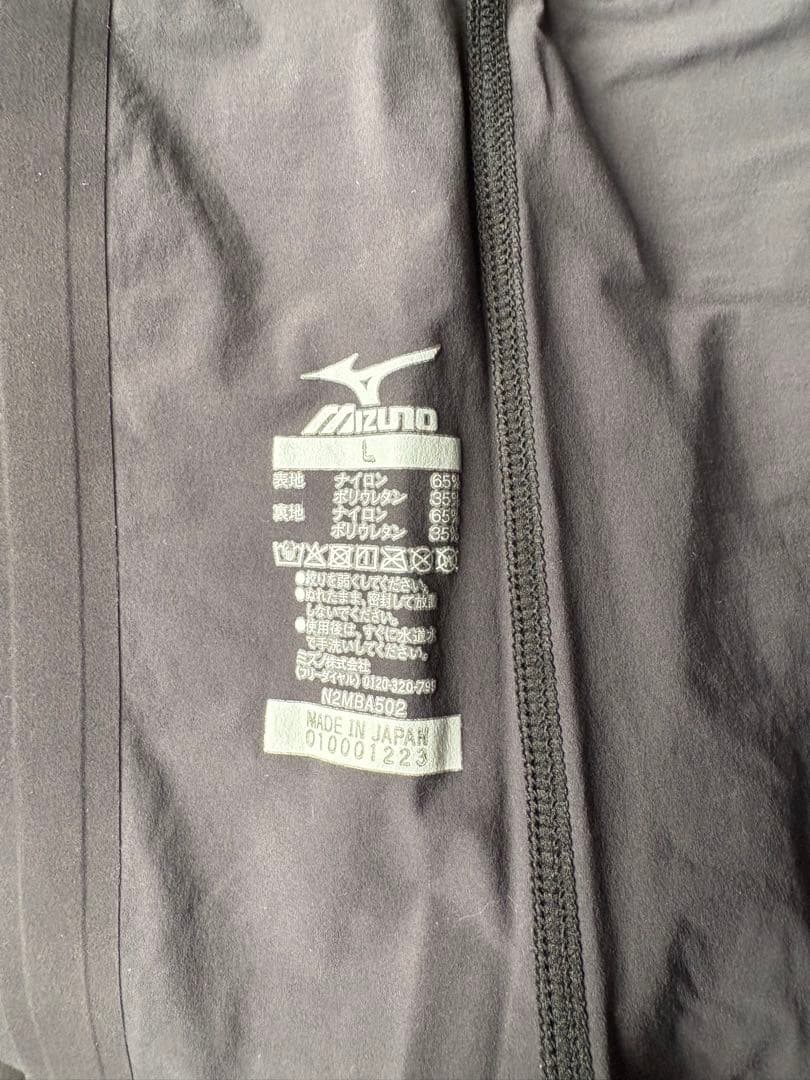 MIZUNO
L
表地 ナイロン 65%
ポリウレタン 35%
裏地 ナイロン 65%
ポリウレタン 35%
●絞りを弱くしてください。
●ぬれたまま、密封して放
しないでください。
●使用後は、すぐに水道
で手洗いしてください。
ミズノ株式会社
(フリーダイヤル) 0120-320-799
N2MBA502
MADE IN JAPAN
010001223